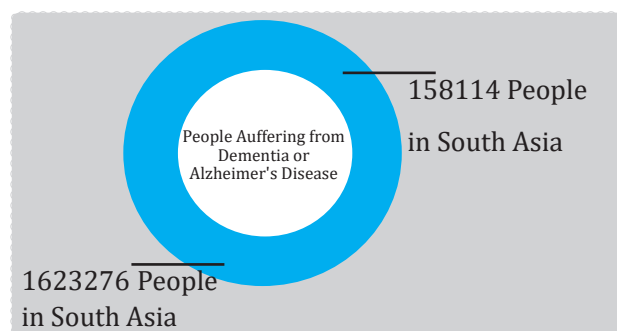 158114 People
in South Asia
People Auffering from
Dementia or
Alzheimer's Disease
1623276 People
in South Asia